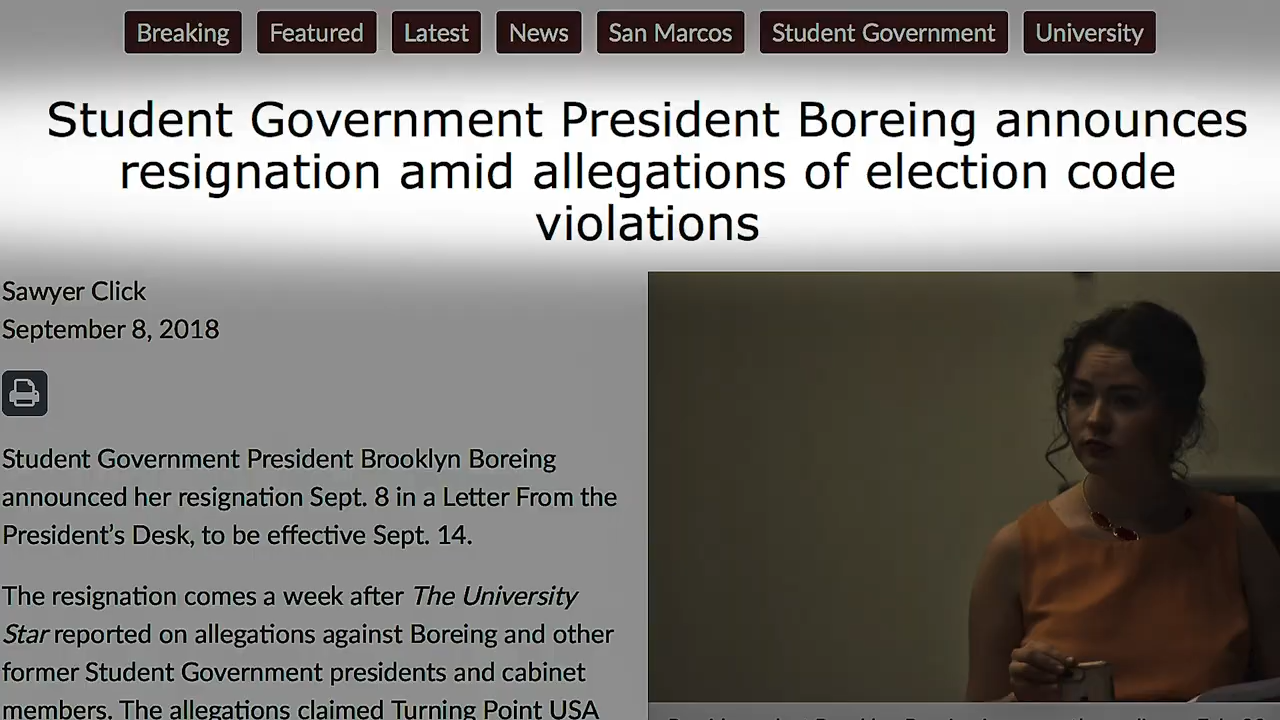 Breaking Featured Latest News San Marcos Student Government University
Student Government President Boreing announces
resignation amid allegations of election code
violations
Sawyer Click
September 8, 2018
Student Government President Brooklyn Boreing
announced her resignation Sept. 8 in a Letter From the
President’s Desk, to be effective Sept. 14.
The resignation comes a week after The University
Star reported on allegations against Boreing and other
former Student Government presidents and cabinet
members. The allegations claimed Turning Point USA